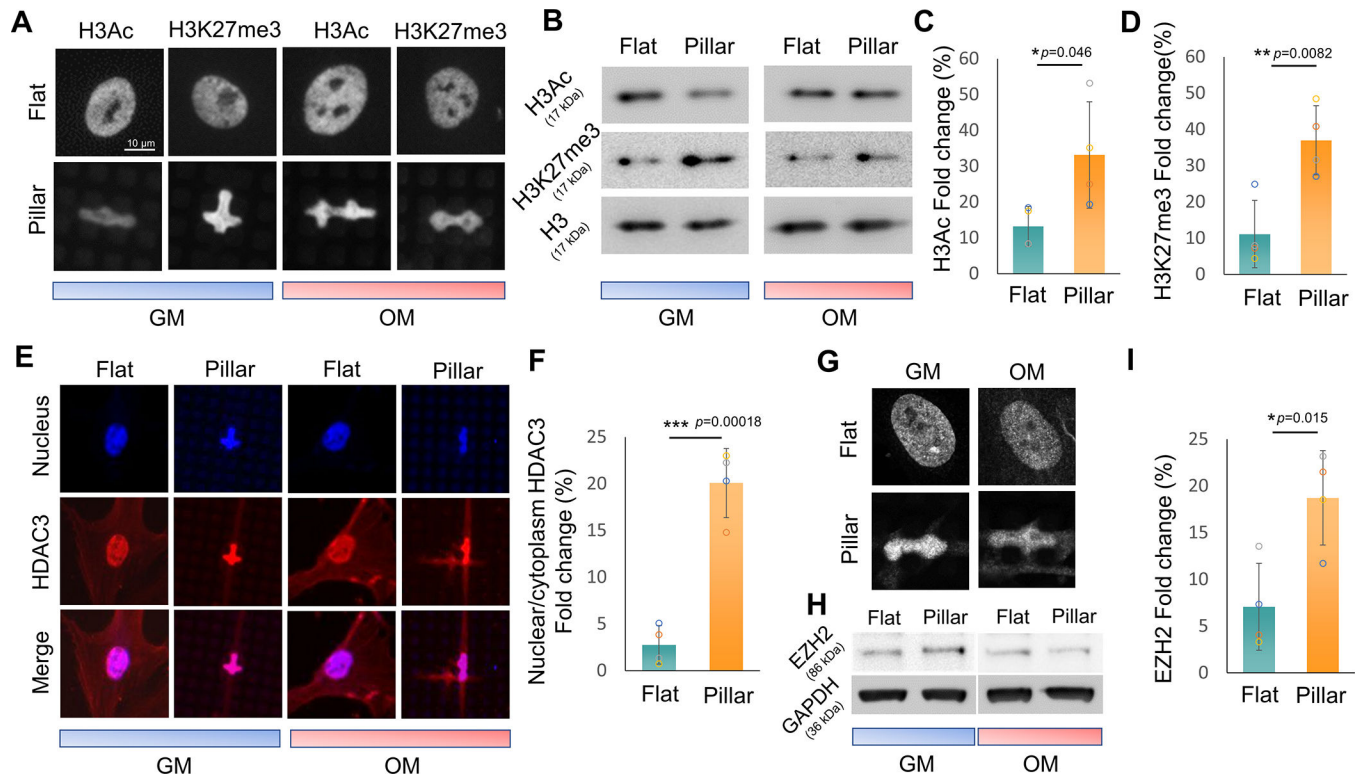 A
H3Ac H3K27me3 H3Ac H3K27me3
Flat
10 µm
Pillar
GM OM
B
Flat Pillar Flat Pillar
H3Ac
(17 kDa)
H3K27me3
(17 kDa)
H3
(17 kDa)
GM OM
C
*p=0.046
H3Ac Fold change (%)
60
50
40
30
20
10
0
Flat Pillar
D
** p=0.0082
H3K27me3 Fold change(%)
60
50
40
30
20
10
0
Flat Pillar
E
Flat Pillar Flat Pillar
Nucleus
HDAC3
Merge
GM OM
F
*** p=0.00018
Nuclear/cytoplasm HDAC3
Fold change (%)
25
20
15
10
5
0
Flat Pillar
G
GM OM
Flat
Pillar
H
Flat Pillar Flat Pillar
EZH2
(86 kDa)
GAPDH
(36 kDa)
GM OM
I
*p=0.015
EZH2 Fold change (%)
25
20
15
10
5
0
Flat Pillar